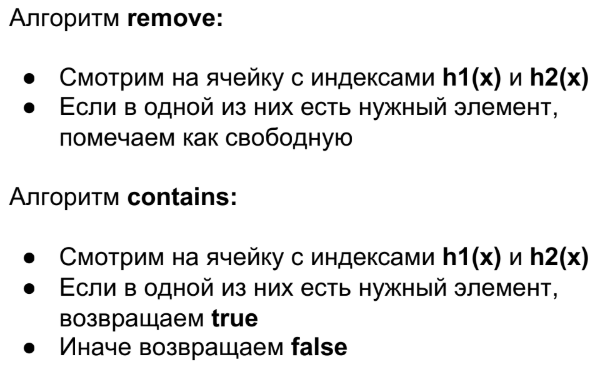 Алгоритм remove:
● Смотрим на ячейку с индексами h1(x) и h2(x)
● Если в одной из них есть нужный элемент,
помечаем как свободную
Алгоритм contains:
● Смотрим на ячейку с индексами h1(x) и h2(x)
● Если в одной из них есть нужный элемент,
возвращаем true
● Иначе возвращаем false